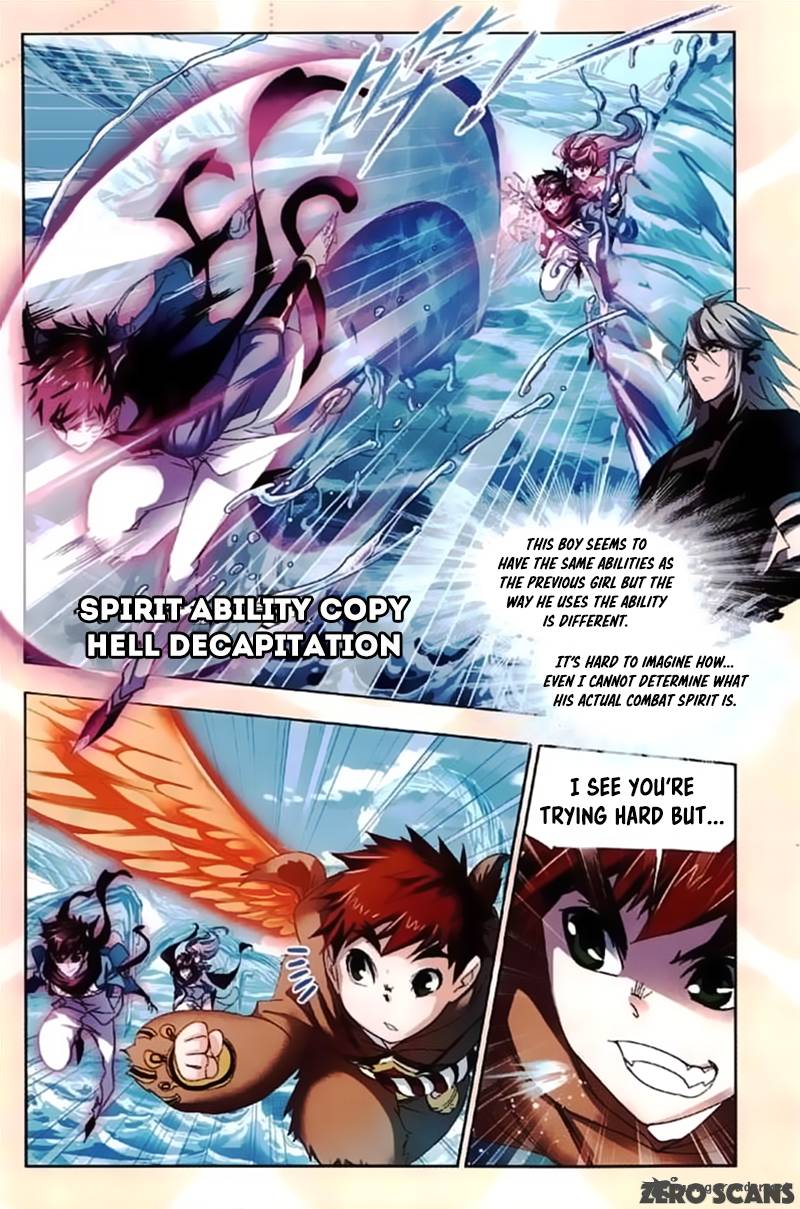 THIS BOY SEEMS TO
HAVE THE SAME ABILITIES AS
THE PREVIOUS GIRL BUT THE
WAY HE USES THE ABILITY
IS DIFFERENT.
IT'S HARD TO IMAGINE HOW...
EVEN I CANNOT DETERMINE WHAT
HIS ACTUAL COMBAT SPIRIT IS.
SPIRIT ABILITY COPY
HELL DECAPITATION
I SEE YOU'RE
TRYING HARD BUT...
ZERO SCANS